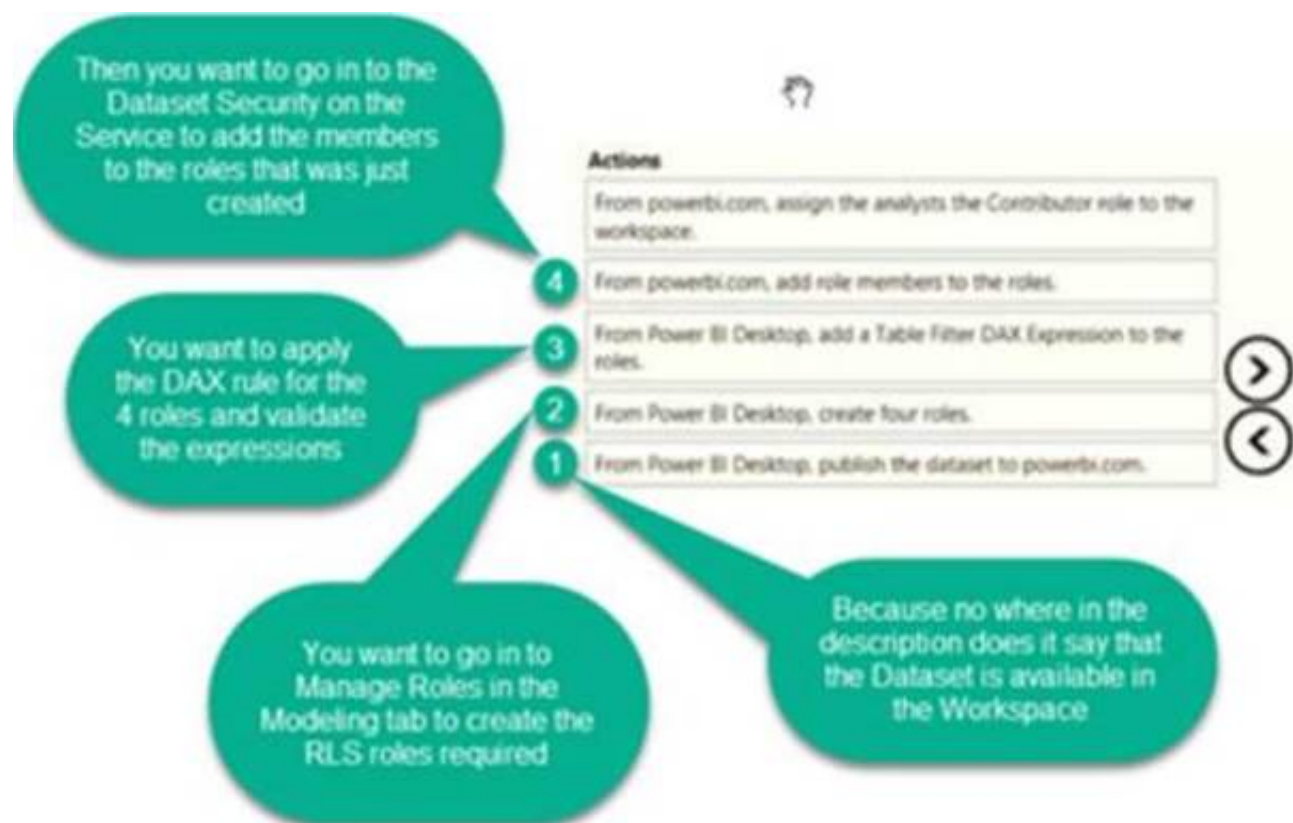 Then you want to go in to the
Dataset Security on the
Service to add the members
to the roles that was just
created
Actions
From powerbi.com, assign the analysts the Contributor role to the
workspace.
4
From powerbi.com, add role members to the roles.
You want to apply
the DAX rule for the
4 roles and validate
the expressions
3
From Power BI Desktop, add a Table Filter DAX Expression to the
roles.
2
From Power BI Desktop, create four roles.
1
From Power BI Desktop, publish the dataset to powerbi.com.
You want to go in to
Manage Roles in the
Modeling tab to create the
RLS roles required
Because no where in the
description does it say that
the Dataset is available in
the Workspace